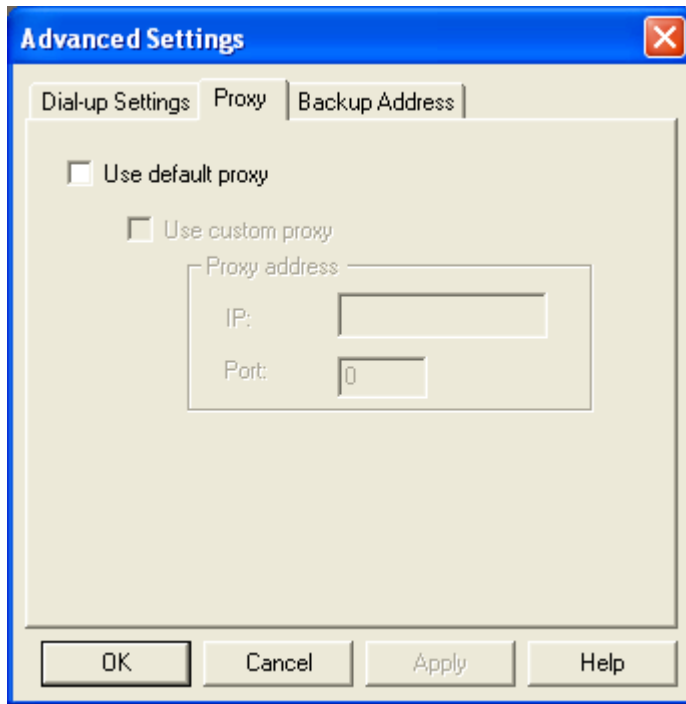 Advanced Settings
Dial-up Settings Proxy Backup Address
Use default proxy
Use custom proxy
Proxy address
IP:
Port: 0
OK Cancel Apply Help